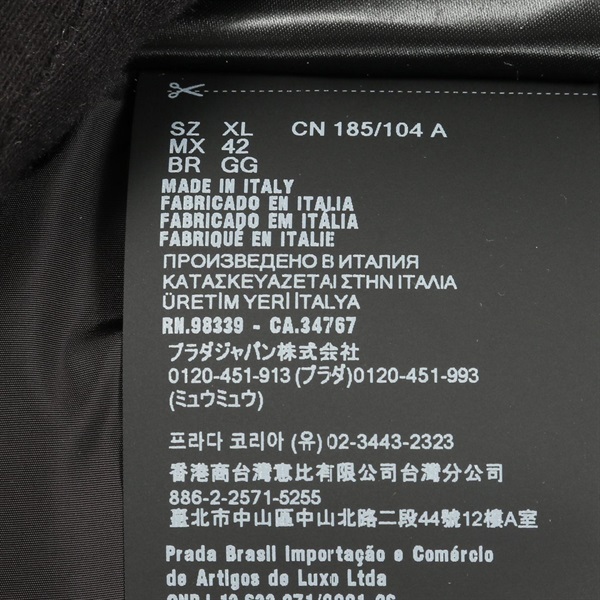 SZ XL CN 185/104 A
MX 42
BR GG
MADE IN ITALY
FABRICADO EN ITALIA
FABRICADO EM ITÁLIA
FABRIQUÉ EN ITALIE
ПРОИЗВЕДЕНО В ИТАЛИЯ
ΚΑΤΑΣΚΕΥΑΖΕΤΑΙ ΣΤΗΝ ΙΤΑΛΙΑ
ÜRETİM YERİ İTALYA
RN.98339 - CA.34767
プラダジャパン株式会社
0120-451-913 (プラダ)0120-451-993
(ミュウミュウ)
프라다 코리아 (유) 02-3443-2323
香港商台灣惠比有限公司台灣分公司
886-2-2571-5255
臺北市中山區中山北路二段44號12樓A室
Prada Brasil Importação e Comércio
de Artigos de Luxo Ltda